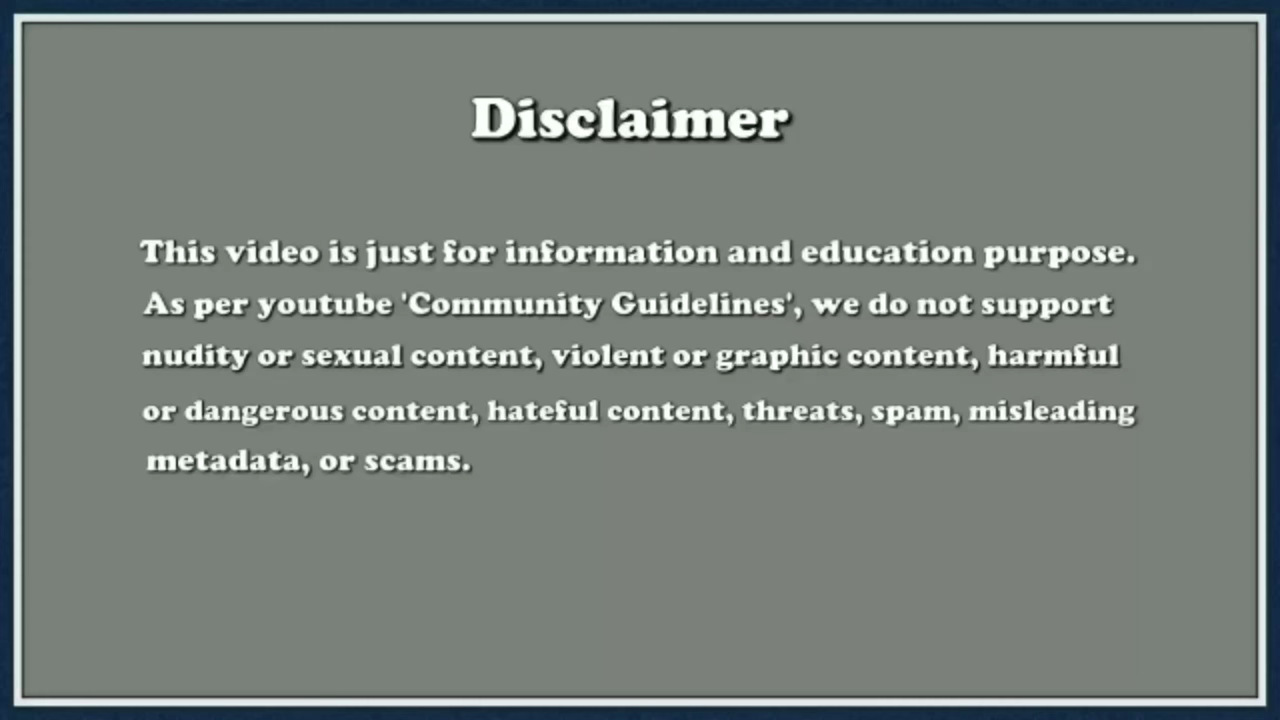 Disclaimer
This video is just for information and education purpose.
As per youtube 'Community Guidelines', we do not support
nudity or sexual content, violent or graphic content, harmful
or dangerous content, hateful content, threats, spam, misleading
metadata, or scams.